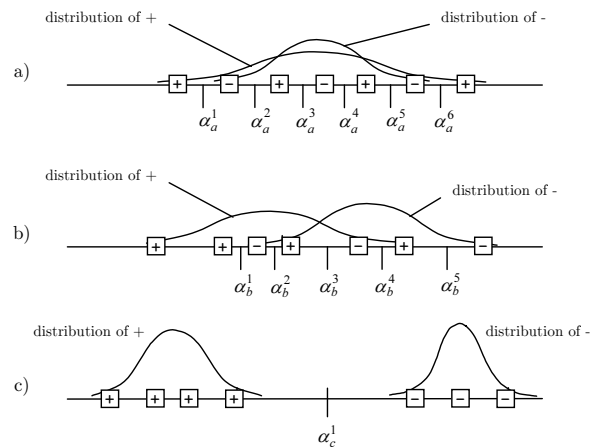 distribution of +
distribution of -
a)
+ − + − + − +
α_a^1 α_a^2 α_a^3 α_a^4 α_a^5 α_a^6
distribution of +
distribution of -
b)
+ + − + − + −
α_b^1 α_b^2 α_b^3 α_b^4 α_b^5
distribution of +
distribution of -
c)
+ + + + − − −
α_c^1